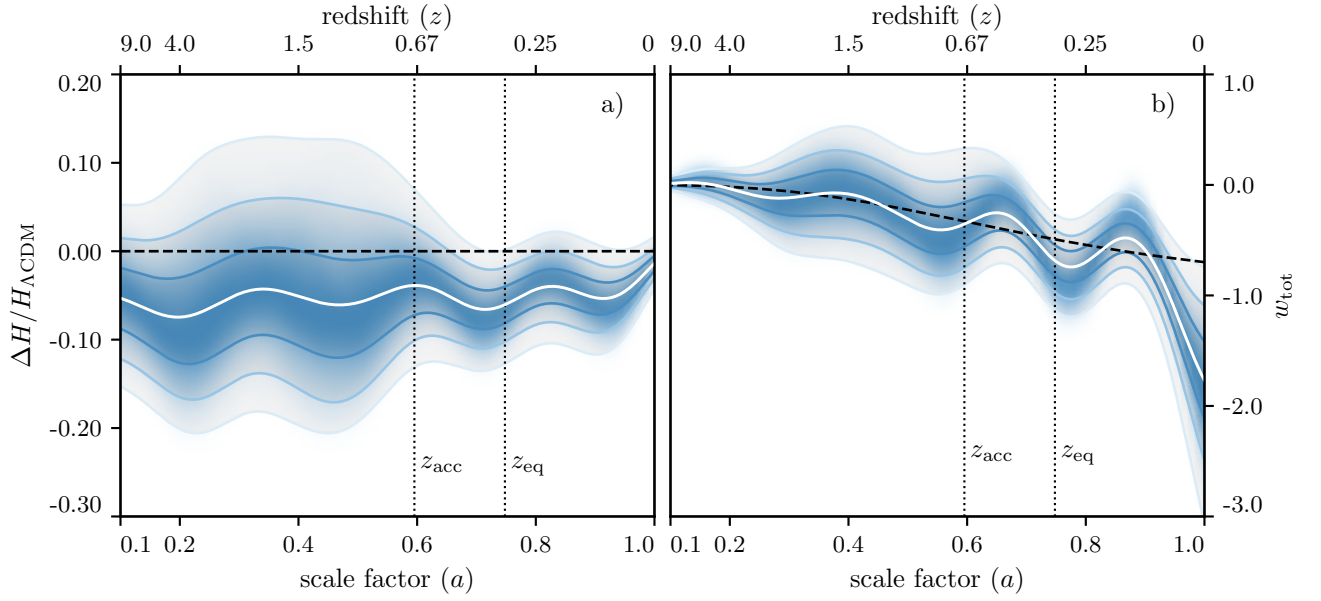 redshift (z)
9.0 4.0 1.5 0.67 0.25 0
0.20
0.10
0.00
-0.10
-0.20
-0.30
ΔH/H_ΛCDM
a)
z_acc
z_eq
0.1 0.2 0.4 0.6 0.8 1.0
scale factor (a)
redshift (z)
9.0 4.0 1.5 0.67 0.25 0
b)
z_acc
z_eq
1.0
0.0
-1.0
-2.0
-3.0
w_tot
0.1 0.2 0.4 0.6 0.8 1.0
scale factor (a)